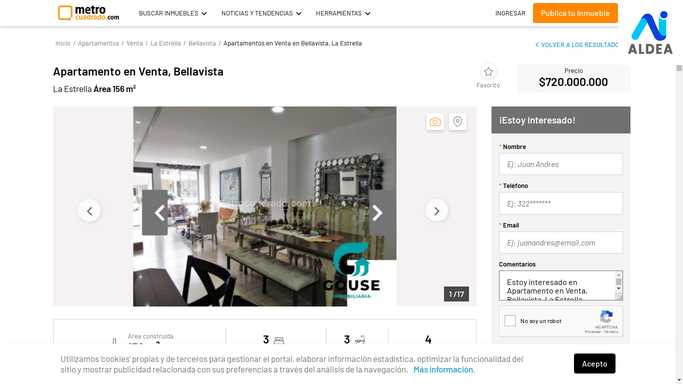 metro
cuadrado.com
BUSCAR INMUEBLES
NOTICIAS Y TENDENCIAS
HERRAMIENTAS
INGRESAR
Publica tu Inmueble
ALDEA
Inicio / Apartamentos / Venta / La Estrella / Bellavista / Apartamentos en Venta en Bellavista, La Estrella
VOLVER A LOS RESULTADO
Apartamento en Venta, Bellavista
La Estrella Área 156 m²
Favorito
Precio
$720.000.000
¡Estoy Interesado!
* Nombre
Ej: Juan Andres
* Teléfono
Ej: 322*******
* Email
Ej: juanandres@email.com
Comentarios
Estoy interesado en
Apartamento en Venta,
Bellavista, La Estrella
GOUSE
INMOBILIARIA
1 / 17
No soy un robot
reCAPTCHA
Privacidad - Términos
Área construida
3
3
4
Utilizamos 'cookies' propias y de terceros para gestionar el portal, elaborar información estadística, optimizar la funcionalidad del
sitio y mostrar publicidad relacionada con sus preferencias a través del análisis de la navegación. Más información.
Acepto